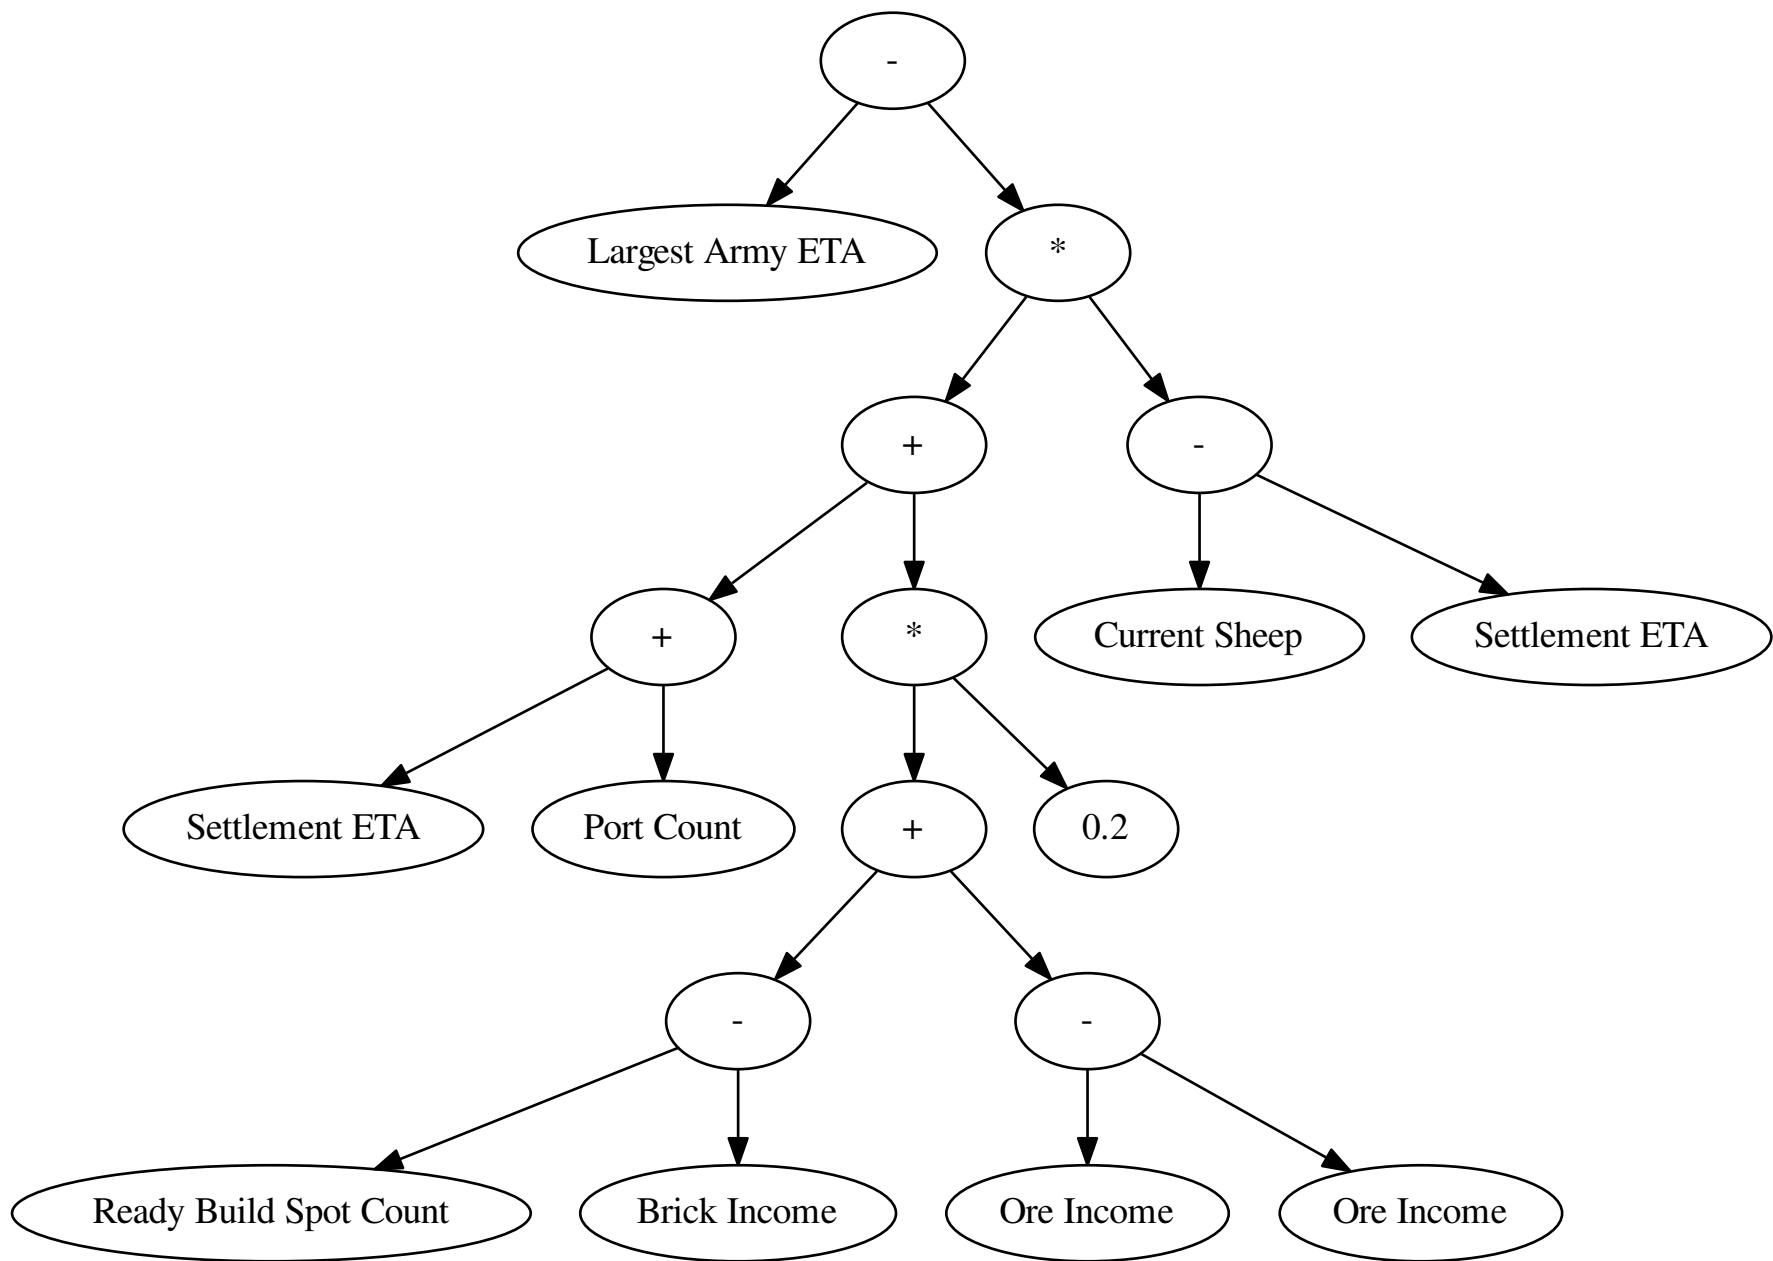 -
Largest Army ETA
*
+
-
+
*
Current Sheep
Settlement ETA
Settlement ETA
Port Count
+
0.2
-
-
Ready Build Spot Count
Brick Income
Ore Income
Ore Income